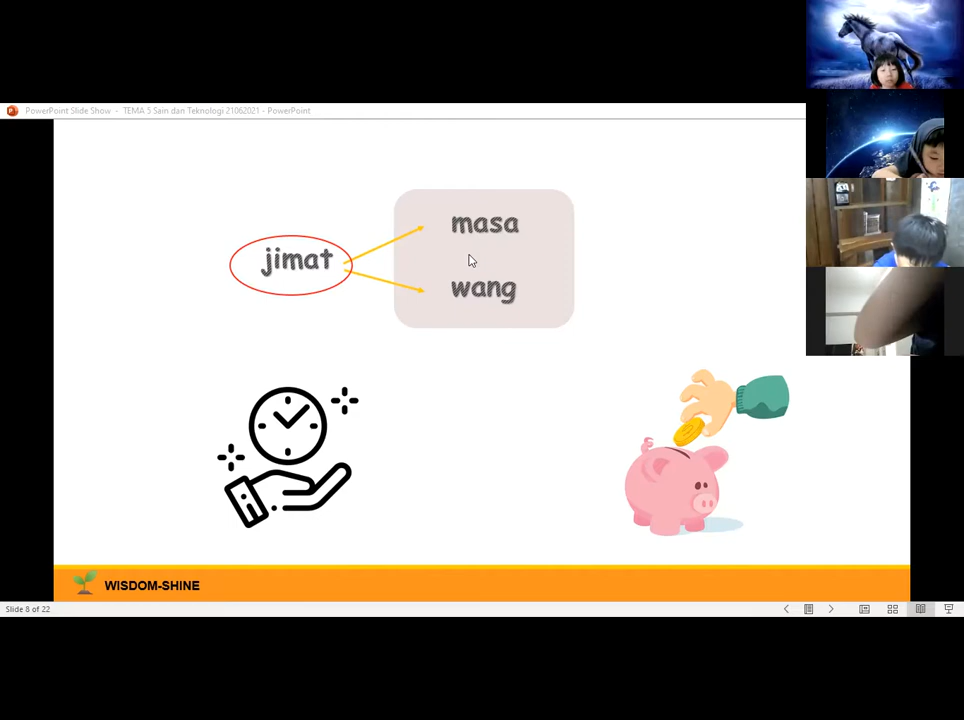 PowerPoint Slide Show - TEMA 5 Sain dan Teknologi 21062021 - PowerPoint
masa
jimat
wang
WISDOM-SHINE
Slide 8 of 22